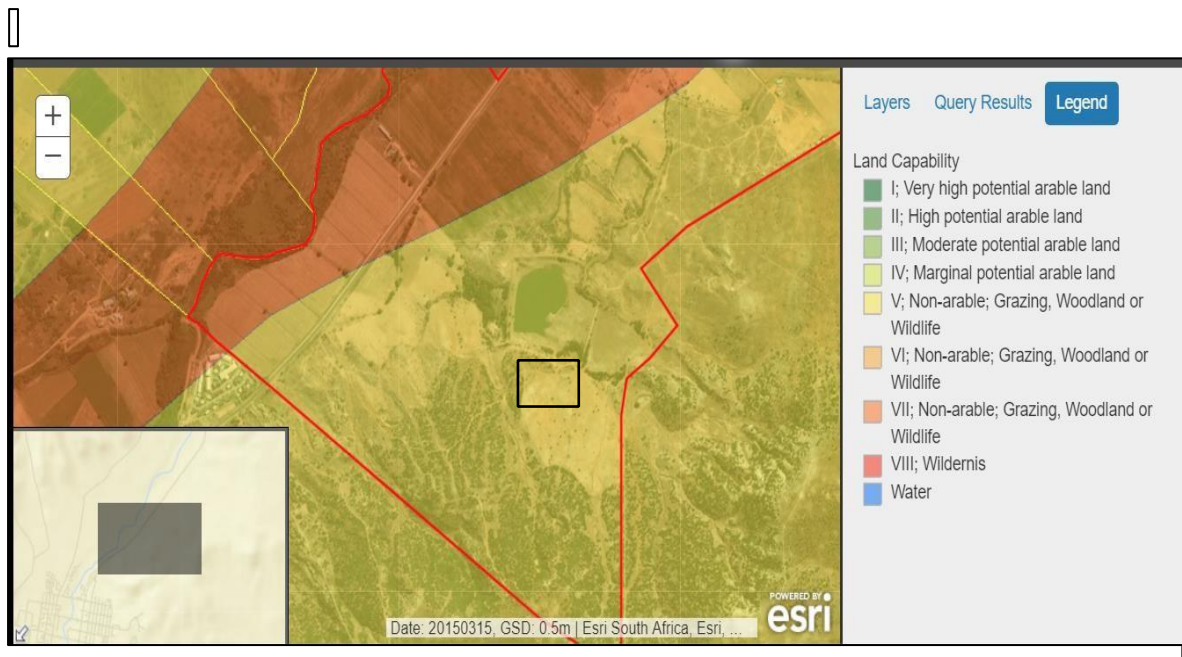 +
−
Layers Query Results Legend
Land Capability
I; Very high potential arable land
II; High potential arable land
III; Moderate potential arable land
IV; Marginal potential arable land
V; Non-arable; Grazing, Woodland or
Wildlife
VI; Non-arable; Grazing, Woodland or
Wildlife
VII; Non-arable; Grazing, Woodland or
Wildlife
VIII; Wildernis
Water
Date: 20150315, GSD: 0.5m | Esri South Africa, Esri, ...
POWERED BY
esri